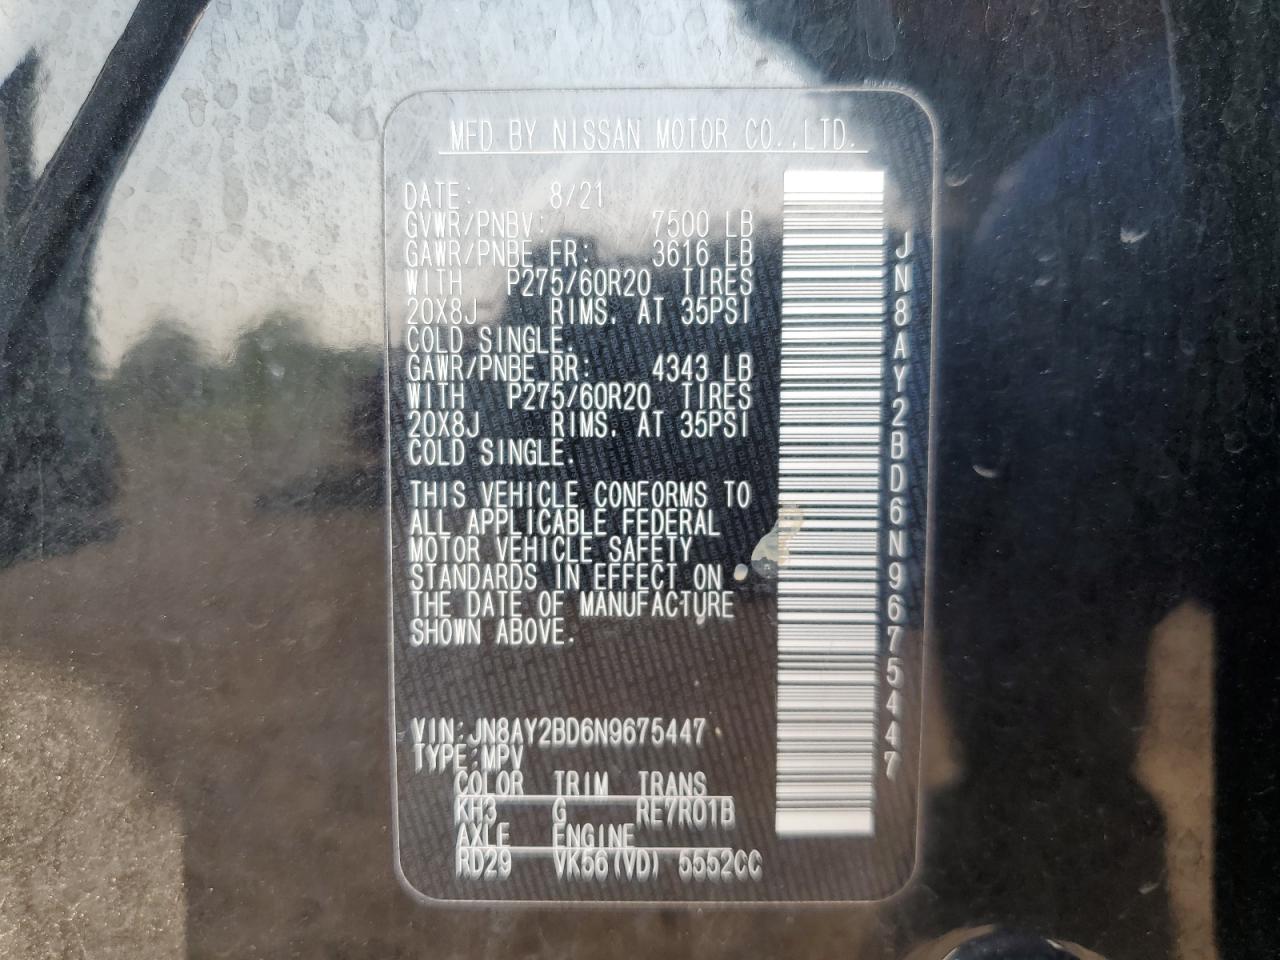 MFD BY NISSAN MOTOR CO.,LTD.
DATE: 8/21
GVWR/PNBV: 7500 LB
GAWR/PNBE FR: 3616 LB
WITH P275/60R20 TIRES
20X8J RIMS. AT 35PSI
COLD SINGLE.
GAWR/PNBE RR: 4343 LB
WITH P275/60R20 TIRES
20X8J RIMS. AT 35PSI
COLD SINGLE.
THIS VEHICLE CONFORMS TO
ALL APPLICABLE FEDERAL
MOTOR VEHICLE SAFETY
STANDARDS IN EFFECT ON
THE DATE OF MANUFACTURE
SHOWN ABOVE.
VIN:JN8AY2BD6N9675447
TYPE:MPV
COLOR TRIM TRANS
KH3 G RE7R01B
AXLE ENGINE
RD29 VK56(VD) 5552CC
JN8AY2BD6N9675447